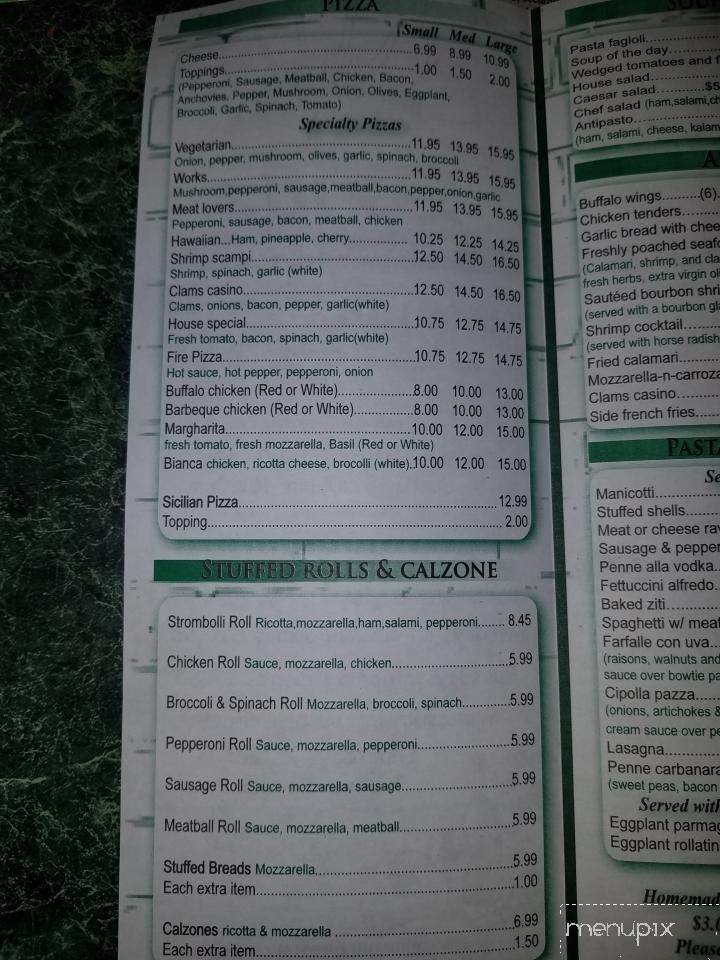 PIZZA
Small Med Large
Cheese..........6.99 8.99 10.99
Toppings..........1.00 1.50 2.00
(Pepperoni, Sausage, Meatball, Chicken, Bacon,
Anchovies, Pepper, Mushroom, Onion, Olives, Eggplant,
Broccoli, Garlic, Spinach, Tomato)
Specialty Pizzas
Vegetarian..........11.95 13.95 15.95
Onion, pepper, mushroom, olives, garlic, spinach, broccoli
Works..........11.95 13.95 15.95
Mushroom,pepperoni, sausage,meatball,bacon,pepper,onion,garlic
Meat lovers..........11.95 13.95 15.95
Pepperoni, sausage, bacon, meatball, chicken
Hawaiian...Ham, pineapple, cherry.......... 10.25 12.25 14.25
Shrimp scampi..........12.50 14.50 16.50
Shrimp, spinach, garlic (white)
Clams casino..........12.50 14.50 16.50
Clams, onions, bacon, pepper, garlic(white)
House special..........10.75 12.75 14.75
Fresh tomato, bacon, spinach, garlic(white)
Fire Pizza..........10.75 12.75 14.75
Hot sauce, hot pepper, pepperoni, onion
Buffalo chicken (Red or White)..........8.00 10.00 13.00
Barbeque chicken (Red or White)..........8.00 10.00 13.00
Margharita..........10.00 12.00 15.00
fresh tomato, fresh mozzarella, Basil (Red or White)
Bianca chicken, ricotta cheese, brocolli (white).10.00 12.00 15.00
Sicilian Pizza..........12.99
Topping..........2.00
STUFFED ROLLS & CALZONE
Strombolli Roll Ricotta,mozzarella,ham,salami, pepperoni....... 8.45
Chicken Roll Sauce, mozzarella, chicken..........5.99
Broccoli & Spinach Roll Mozzarella, broccoli, spinach..........5.99
Pepperoni Roll Sauce, mozzarella, pepperoni..........5.99
Sausage Roll Sauce, mozzarella, sausage..........5.99
Meatball Roll Sauce, mozzarella, meatball..........5.99
Stuffed Breads Mozzarella..........5.99
Each extra item..........1.00
Calzones ricotta & mozzarella ..........6.99
Each extra item..........1.50
Pasta fagioli..........
Soup of the day..........
Wedged tomatoes and
House salad..........
Caesar salad..........$5
Chef salad (ham,salami,
Antipasto..........
(ham, salami, cheese,
Buffalo wings.........(6).
Chicken tenders..........
Garlic bread with
Freshly poached
(Calamari, shrimp, and
fresh herbs, extra virgin
Sautéed bourbon
(served with a bourbon
Shrimp cocktail..........
(served with horse radish
Fried calamari..........
Mozzarella-n-carroza
Clams casino..........
Side french fries..........
PASTA
Manicotti..........
Stuffed shells..........
Meat or cheese
Sausage &
Penne alla vodka..
Fettuccini alfredo..
Baked ziti..........
Spaghetti w/
Farfalle con uva...
(raisons, walnuts and
sauce over bowtie
Cipolla pazza.......
(onions, artichokes &
cream sauce over
Lasagna..........
Penne carbanara
(sweet peas, bacon
Served with
Eggplant
Eggplant
menupix